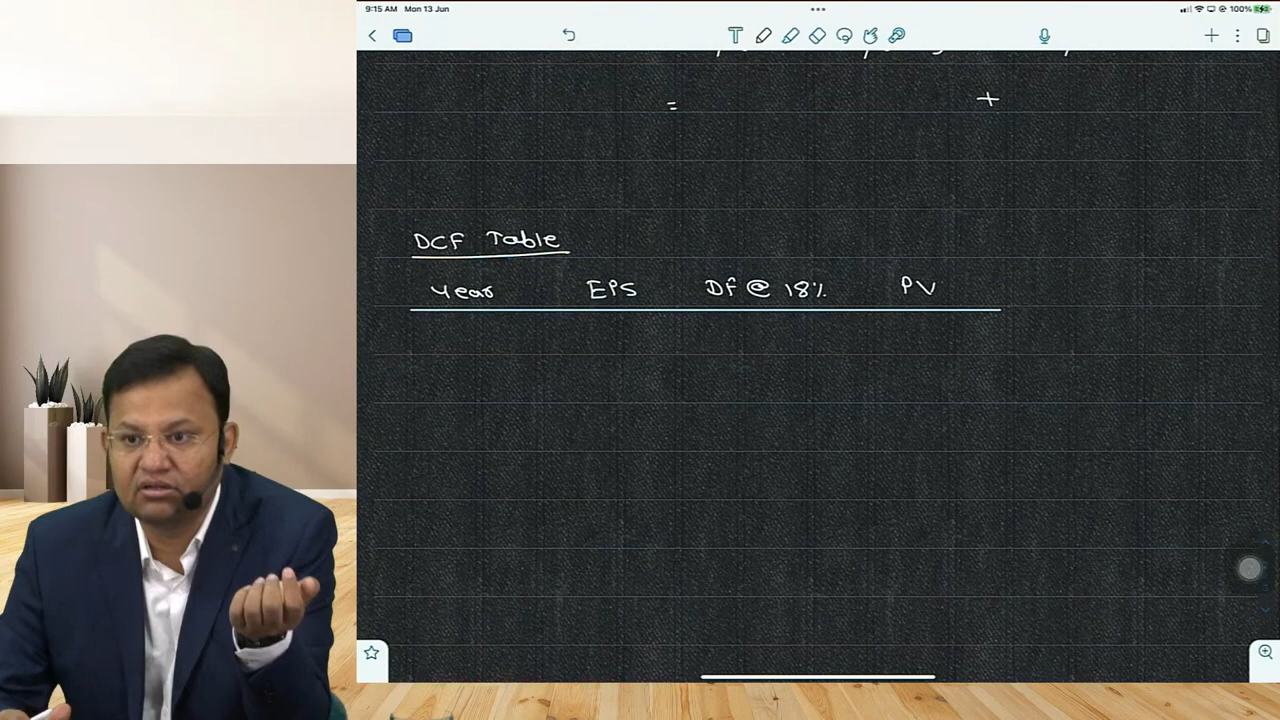 9:15 AM Mon 13 Jun 100%
= +
DCF Table
Year EPS Df @ 18% PV